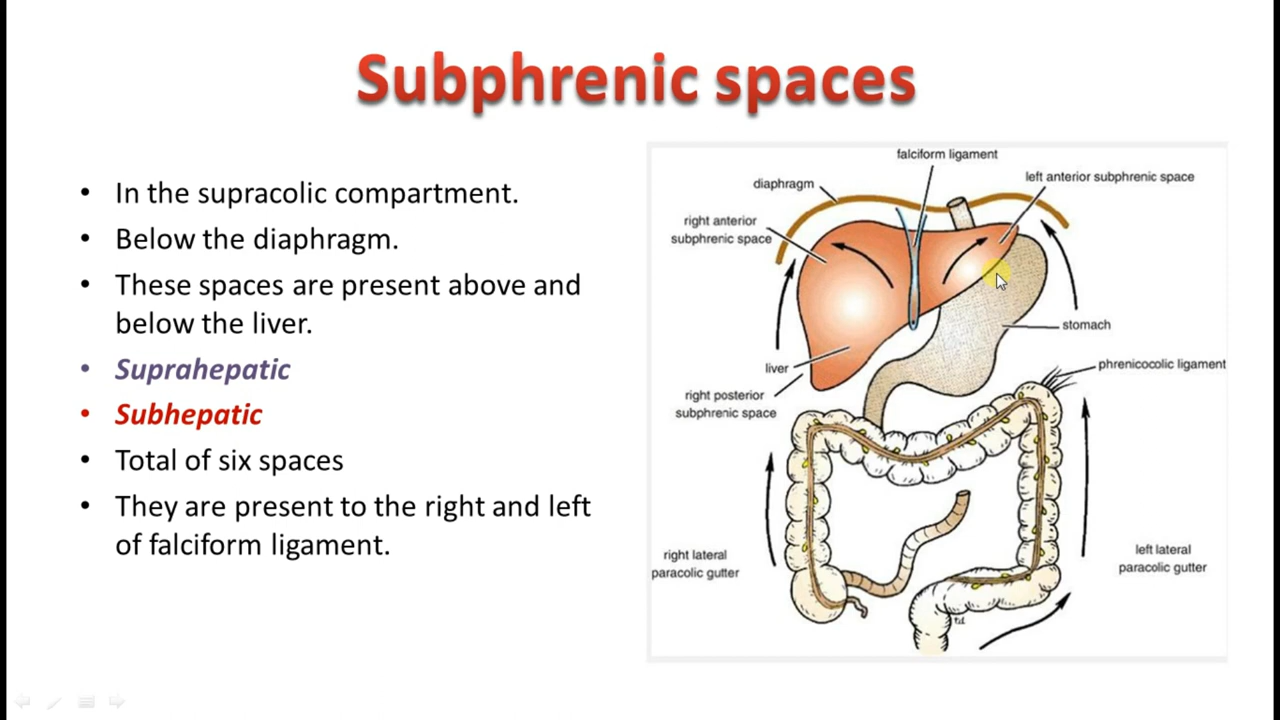 Subphrenic spaces
• In the supracolic compartment.
• Below the diaphragm.
• These spaces are present above and
below the liver.
• Suprahepatic
• Subhepatic
• Total of six spaces
• They are present to the right and left
of falciform ligament.
falciform ligament
left anterior subphrenic space
diaphragm
right anterior
subphrenic space
stomach
phrenicocolic ligament
liver
right posterior
subphrenic space
right lateral
paracolic gutter
left lateral
paracolic gutter